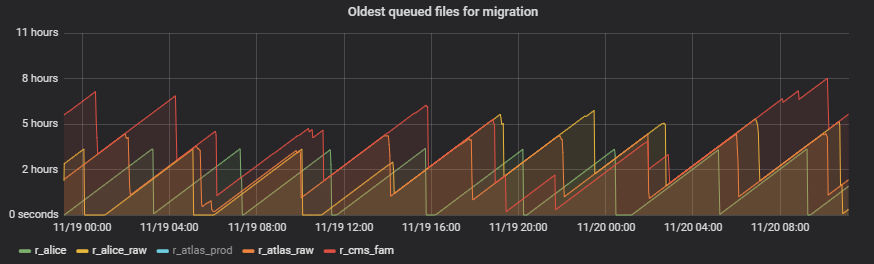 Oldest queued files for migration
11 hours
8 hours
5 hours
2 hours
0 seconds
11/19 00:00 11/19 04:00 11/19 08:00 11/19 12:00 11/19 16:00 11/19 20:00 11/20 00:00 11/20 04:00 11/20 08:00
r_alice r_alice_raw r_atlas_prod r_atlas_raw r_cms_fam